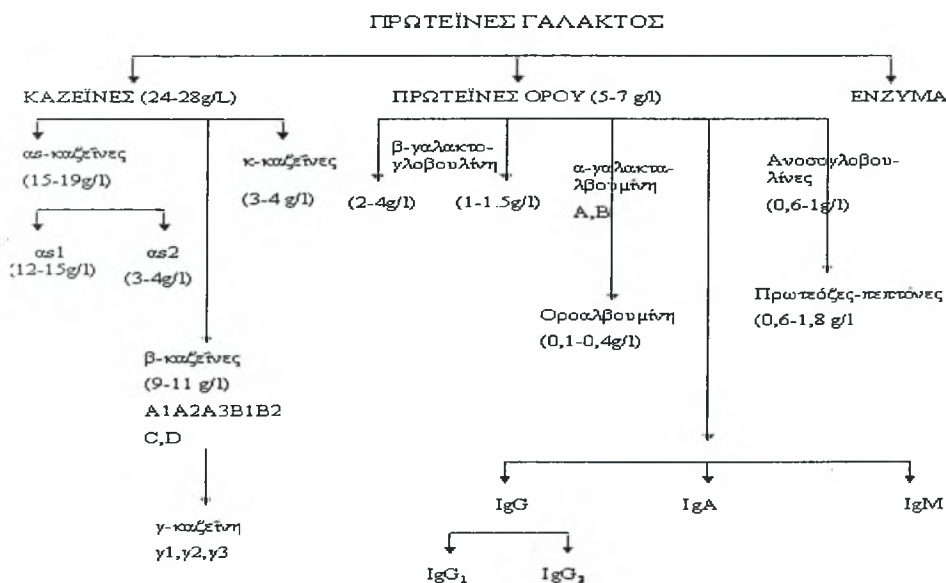 ΠΡΩΤΕΪΝΕΣ ΓΑΛΑΚΤΟΣ
ΚΑΖΕΪΝΕΣ (24-28g/L)
ΠΡΩΤΕΪΝΕΣ ΟΡΟΥ (5-7 g/l)
ΕΝΖΥΜΑ
αs-καζεΐνες
(15-19g/l)
κ-καζεΐνες
(3-4 g/l)
β-γαλακτο-
γλοβουλίνη
(2-4g/l)
(1-1.5g/l)
α-γαλακτα-
λβουμίνη
Α,Β
Ανοσογλοβου-
λίνες
(0,6-1g/l)
αs1
(12-15g/l)
αs2
(3-4g/l)
Οροαλβουμίνη
(0,1-0,4g/l)
Πρωτεόζες-πεπτόνες
(0,6-1,8 g/l
β-καζεΐνες
(9-11 g/l)
Α1Α2Α3Β1Β2
C,D
IgG
IgA
IgM
γ-καζεΐνη
γ1,γ2,γ3
IgG₁
IgG₂